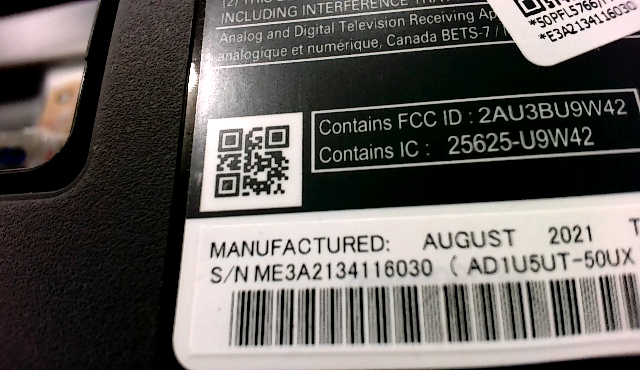 INCLUDING INTERFERENCE
Analog and Digital Television Receiving
analogique et numérique, Canada BETS-7 /
*E3A2134116030
Contains FCC ID : 2AU3BU9W42
Contains IC : 25625-U9W42
MANUFACTURED: AUGUST 2021
S/N ME3A2134116030 ( AD1U5UT-50UX